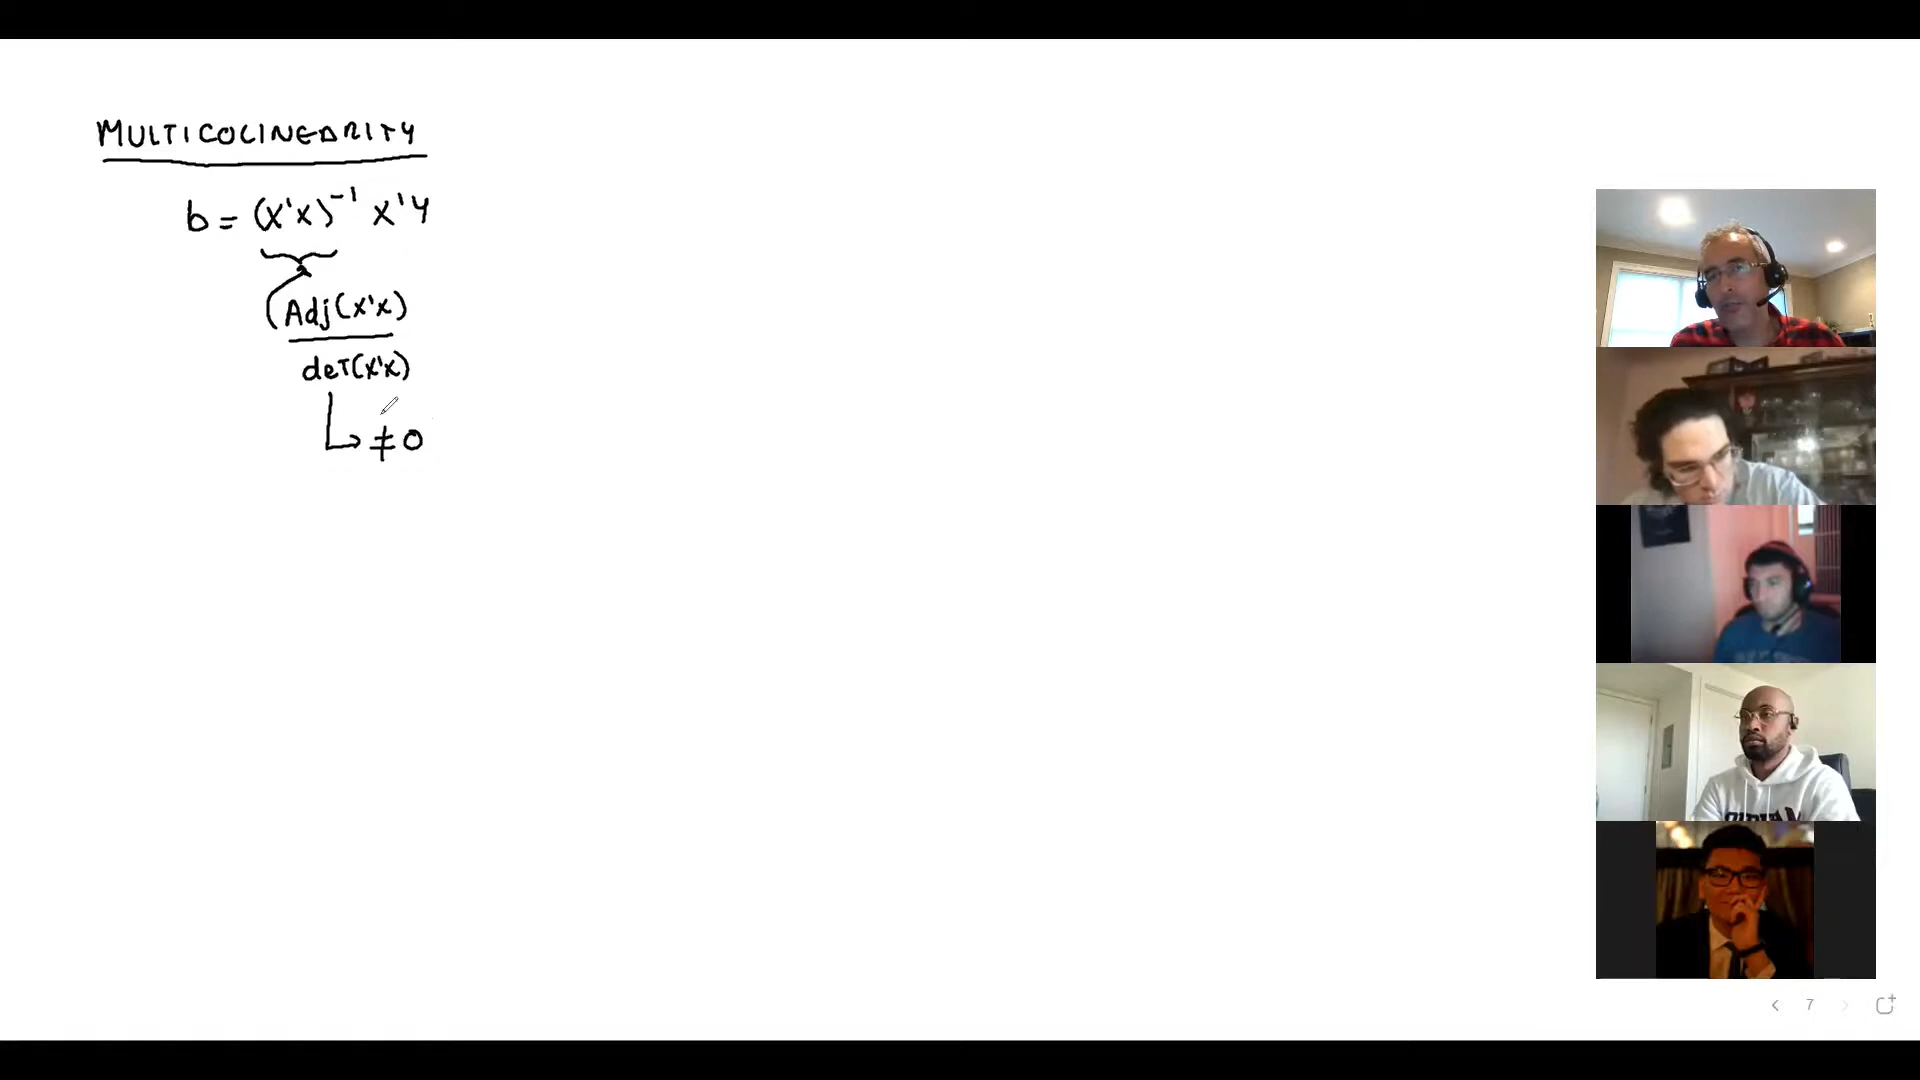 MULTICOLINEARITY
b = (x'x)⁻¹ x'y
Adj(x'x)
det(x'x)
≠0
7